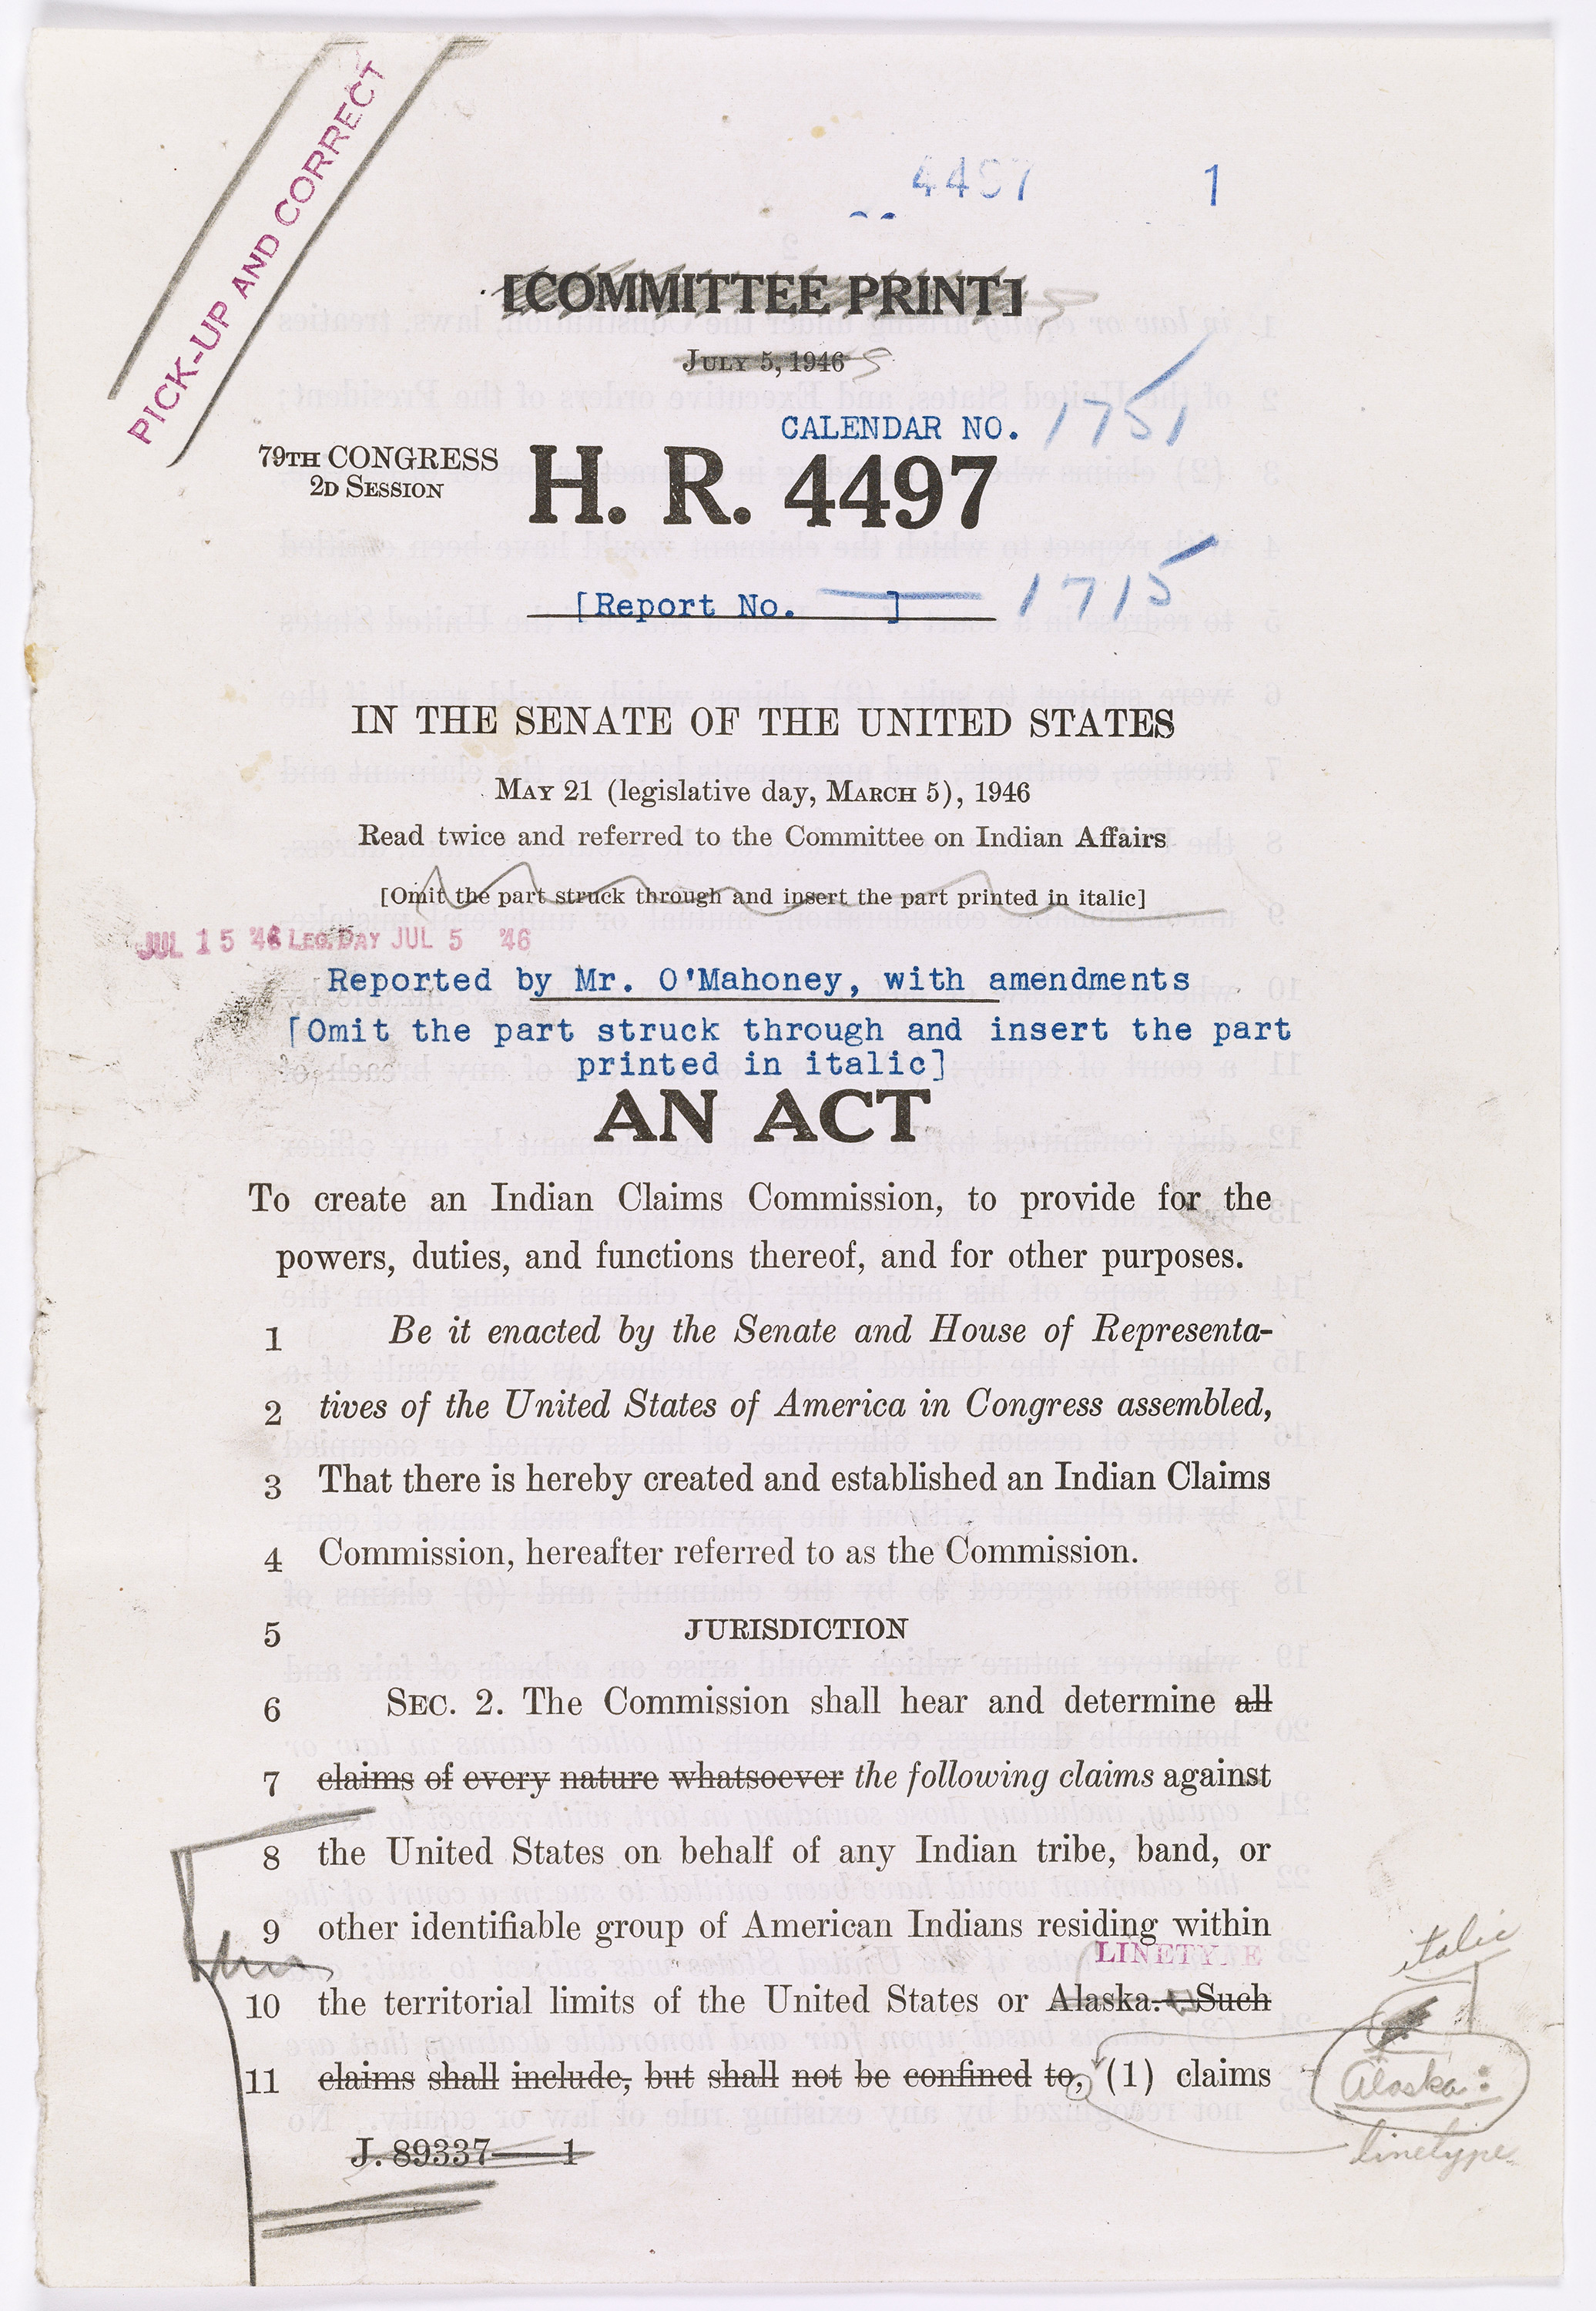 PICK-UP AND CORRECT
4497 1
[COMMITTEE PRINT]
JULY 5, 1946
CALENDAR NO. 1751
79TH CONGRESS
2D SESSION
H. R. 4497
[Report No. ] 1715
IN THE SENATE OF THE UNITED STATES
MAY 21 (legislative day, MARCH 5), 1946
Read twice and referred to the Committee on Indian Affairs
[Omit the part struck through and insert the part printed in italic]
JUL 15 '46 LEG. DAY JUL 5 '46
Reported by Mr. O'Mahoney, with amendments
[Omit the part struck through and insert the part
printed in italic]
AN ACT
To create an Indian Claims Commission, to provide for the
powers, duties, and functions thereof, and for other purposes.
1 Be it enacted by the Senate and House of Representa-
2 tives of the United States of America in Congress assembled,
3 That there is hereby created and established an Indian Claims
4 Commission, hereafter referred to as the Commission.
5 JURISDICTION
6 SEC. 2. The Commission shall hear and determine all
7 claims of every nature whatsoever the following claims against
8 the United States on behalf of any Indian tribe, band, or
9 other identifiable group of American Indians residing within
LINETYPE
italic
10 the territorial limits of the United States or Alaska. Such
11 claims shall include, but shall not be confined to, (1) claims
Alaska:
linetype
J. 89337——1